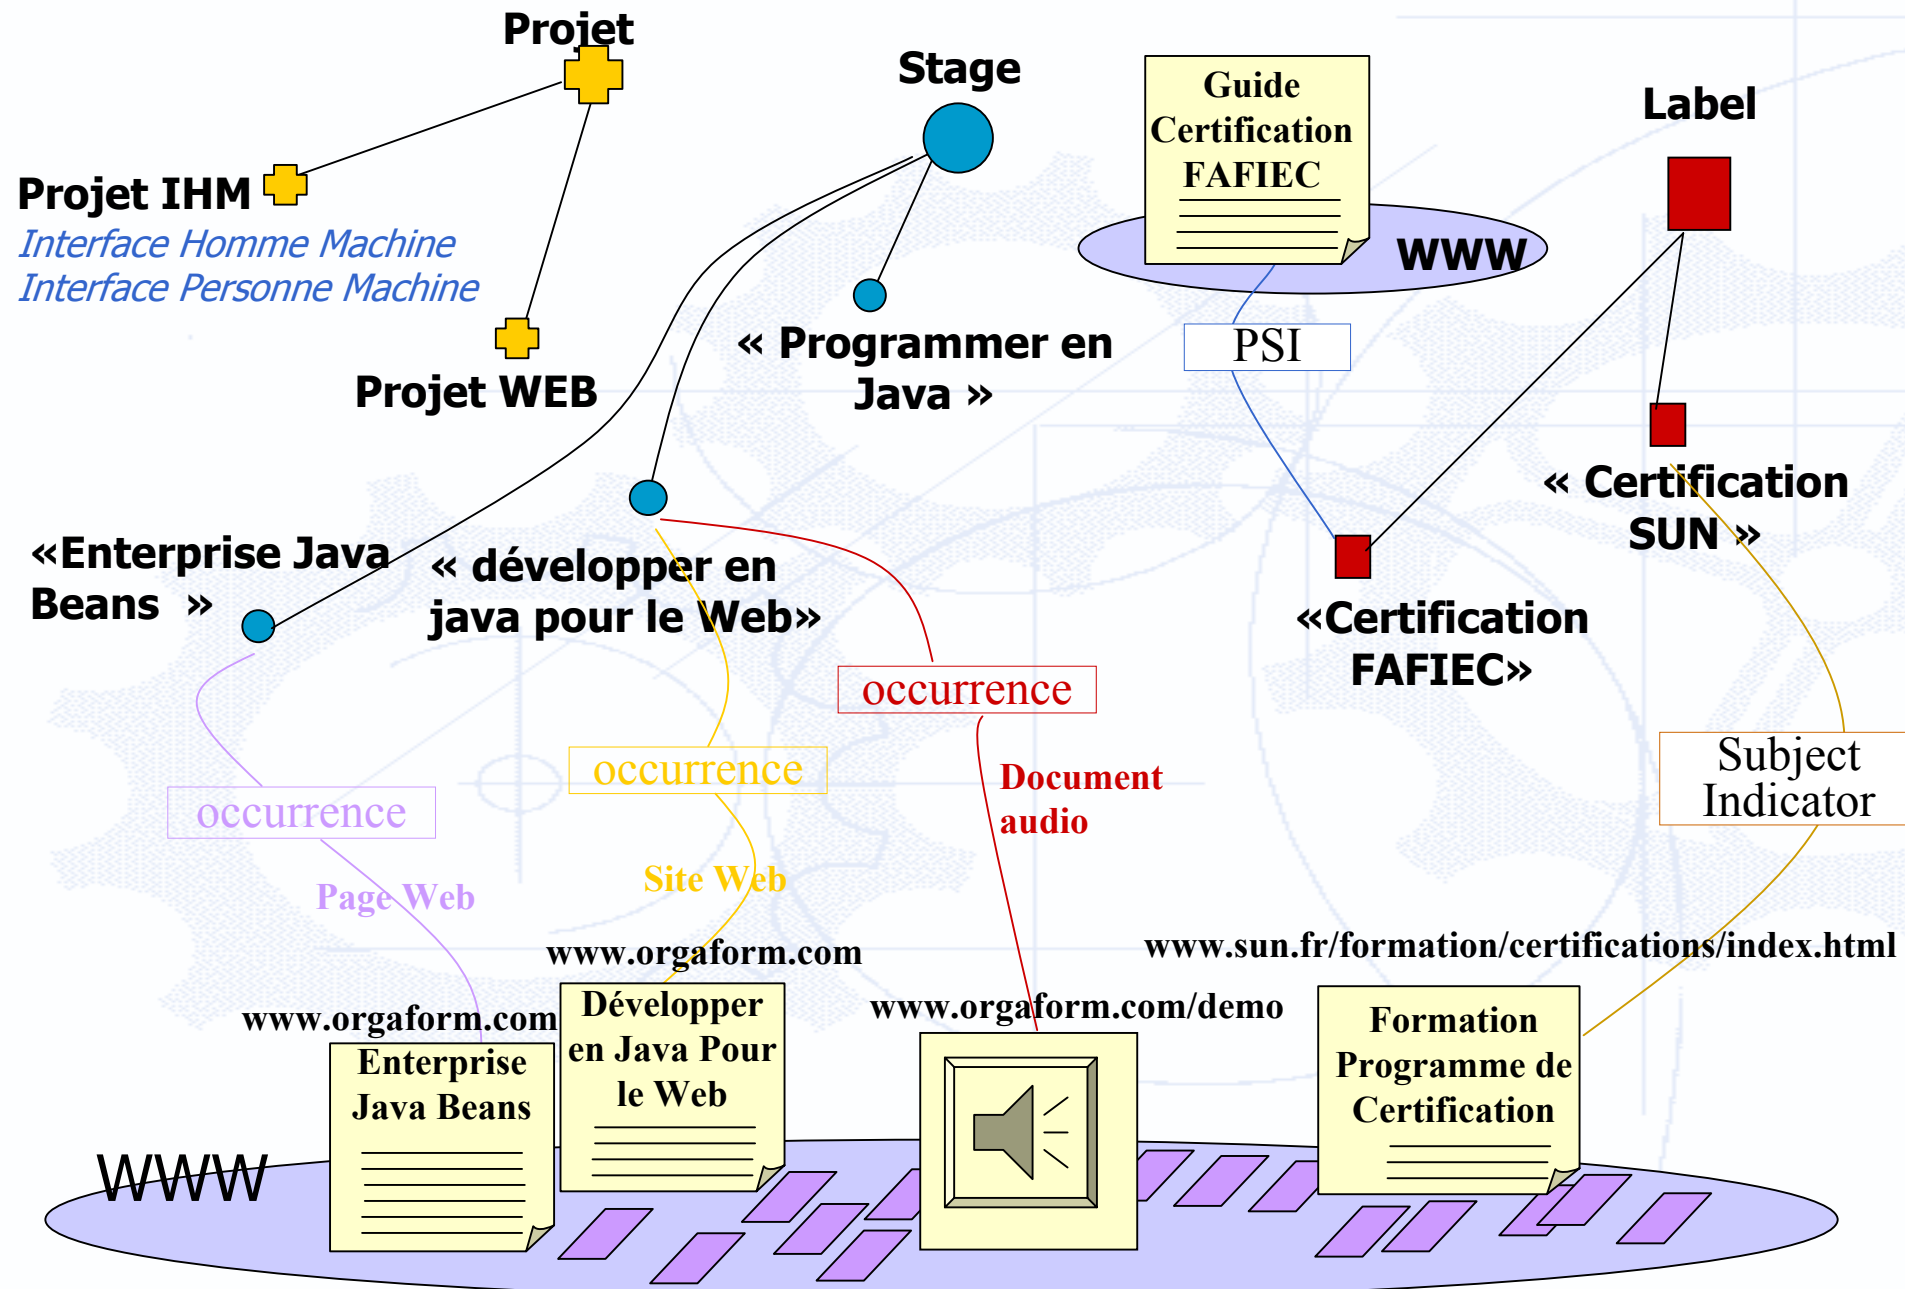 Projet
Stage
Guide
Certification
FAFIEC
Label
Projet IHM
Interface Homme Machine
Interface Personne Machine
WWW
« Programmer en
Java »
PSI
Projet WEB
« Certification
SUN »
«Enterprise Java
Beans »
« développer en
java pour le Web»
«Certification
FAFIEC»
occurrence
occurrence
occurrence
Document
audio
Subject
Indicator
Page Web
Site Web
www.orgaform.com
www.sun.fr/formation/certifications/index.html
www.orgaform.com
www.orgaform.com/demo
Enterprise
Java Beans
Développer
en Java Pour
le Web
Formation
Programme de
Certification
WWW